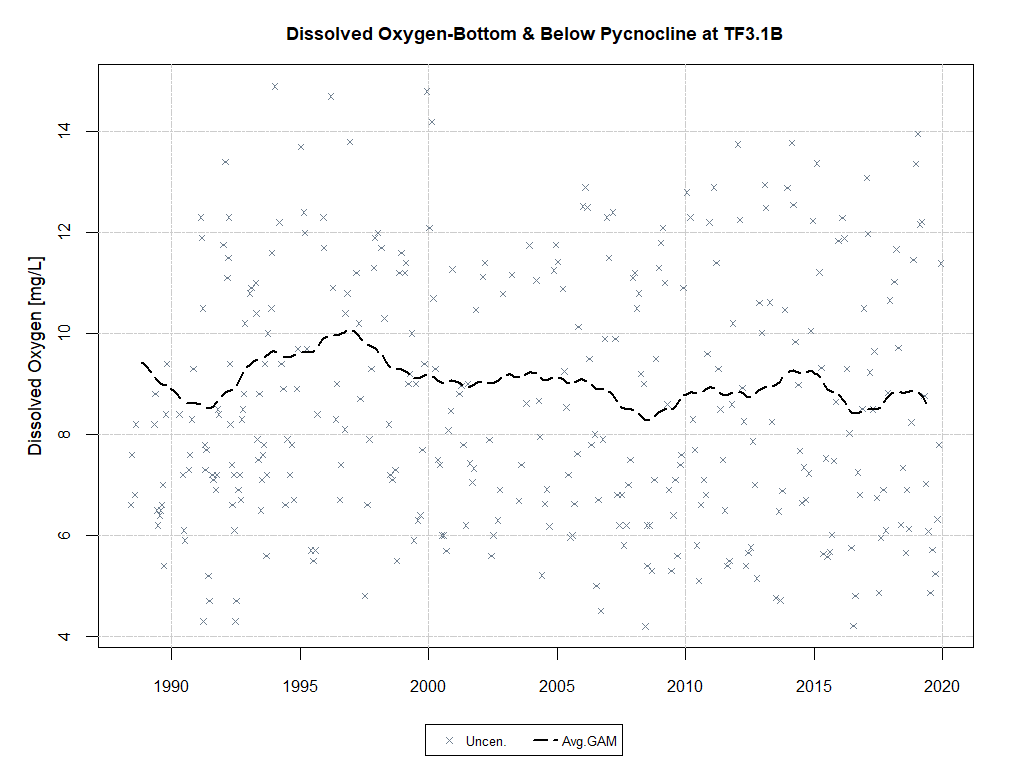 Dissolved Oxygen-Bottom & Below Pycnocline at TF3.1B
Dissolved Oxygen [mg/L]
14
12
10
8
6
4
1990 1995 2000 2005 2010 2015 2020
Uncen. Avg.GAM